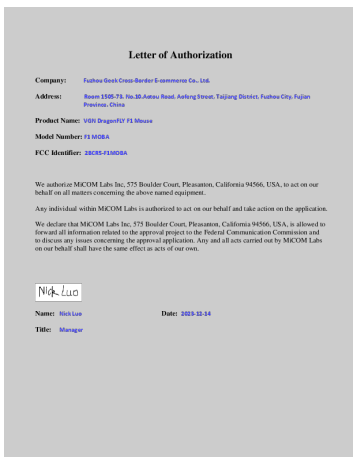 Letter of Authorization
Company: Fuzhou Geek Cross-Border E-commerce Co., Ltd.
Address: Room 1505-78, No.10.Aotou Road, Aofeng Street, Taijiang District, Fuzhou City, Fujian
Province, China
Product Name: VGN DragonFLY F1 Mouse
Model Number: F1 MOBA
FCC Identifier: 2BCRS-F1MOBA
We authorize MiCOM Labs Inc, 575 Boulder Court, Pleasanton, California 94566, USA, to act on our
behalf on all matters concerning the above named equipment.
Any individual within MiCOM Labs is authorized to act on our behalf and take action on the application.
We declare that MiCOM Labs Inc, 575 Boulder Court, Pleasanton, California 94566, USA, is allowed to
forward all information related to the approval project to the Federal Communication Commission and
to discuss any issues concerning the approval application. Any and all acts carried out by MiCOM Labs
on our behalf shall have the same effect as acts of our own.
Nick Luo
Name: Nick Luo Date: 2023-12-14
Title: Manager